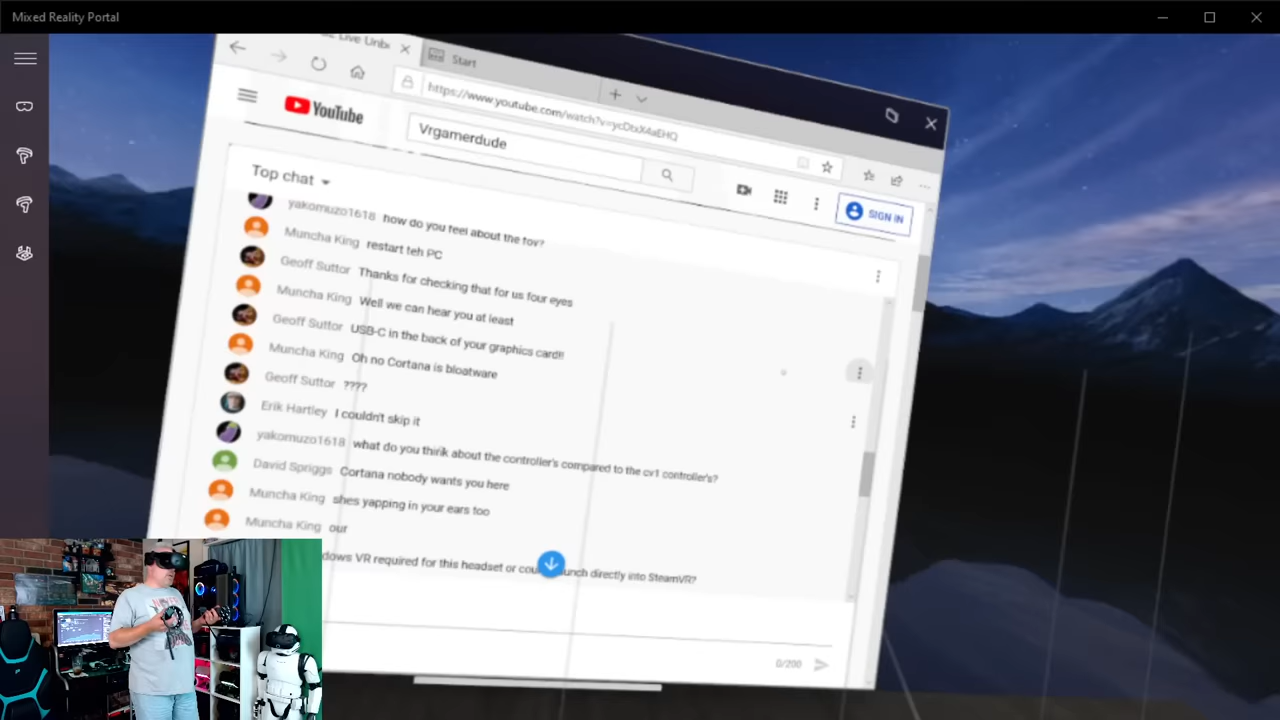 Mixed Reality Portal
Live Unb
Start
https://www.youtube.com/watch?v=ycDtxX4aEHQ
YouTube
Vrgamerdude
SIGN IN
Top chat
yakomuzo1618 how do you feel about the fov?
Muncha King restart teh PC
Geoff Suttor Thanks for checking that for us four eyes
Muncha King Well we can hear you at least
Geoff Suttor USB-C in the back of your graphics card!!
Muncha King Oh no Cortana is bloatware
Geoff Suttor ????
Erik Hartley I couldn't skip it
yakomuzo1618 what do you think about the controller's compared to the cv1 controller's?
David Spriggs Cortana nobody wants you here
Muncha King shes yapping in your ears too
Muncha King our
dows VR required for this headset or cou unch directly into SteamVR?
0/200